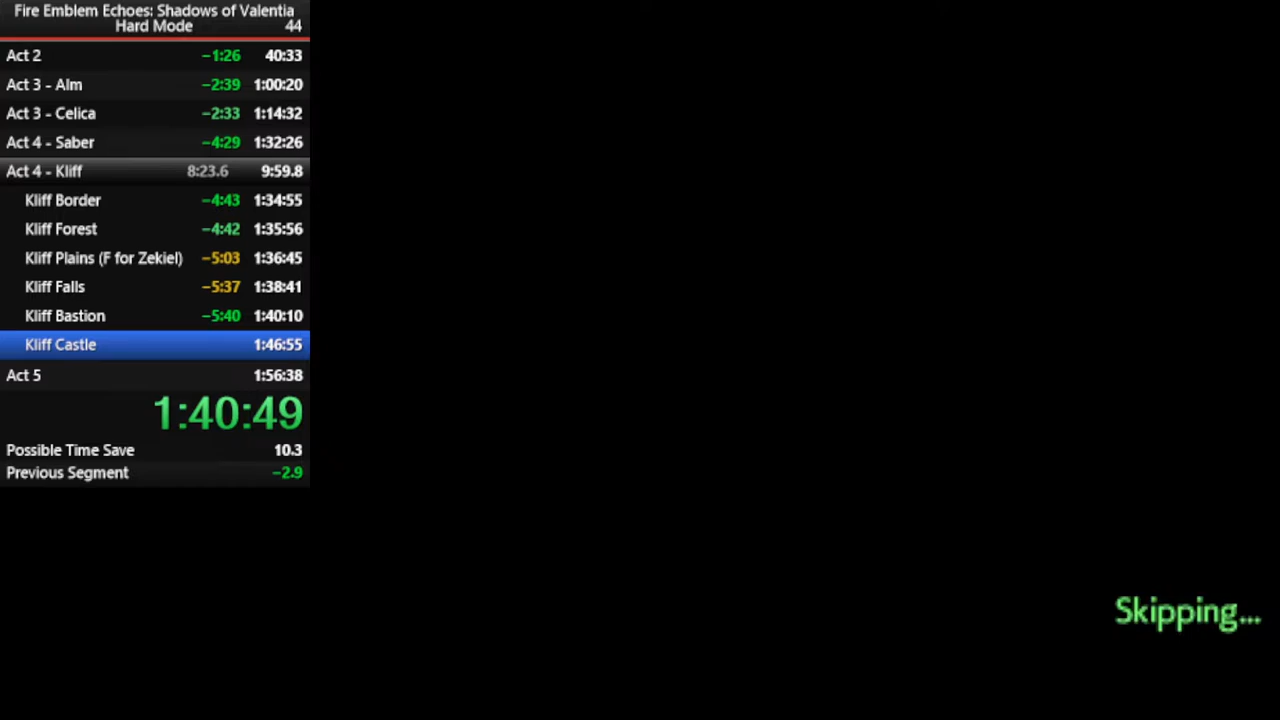 Fire Emblem Echoes: Shadows of Valentia
Hard Mode 44
Act 2 -1:26 40:33
Act 3 - Alm -2:39 1:00:20
Act 3 - Celica -2:33 1:14:32
Act 4 - Saber -4:29 1:32:26
Act 4 - Kliff 8:23.6 9:59.8
Kliff Border -4:43 1:34:55
Kliff Forest -4:42 1:35:56
Kliff Plains (F for Zekiel) -5:03 1:36:45
Kliff Falls -5:37 1:38:41
Kliff Bastion -5:40 1:40:10
Kliff Castle 1:46:55
Act 5 1:56:38
1:40:49
Possible Time Save 10.3
Previous Segment -2.9
Skipping...